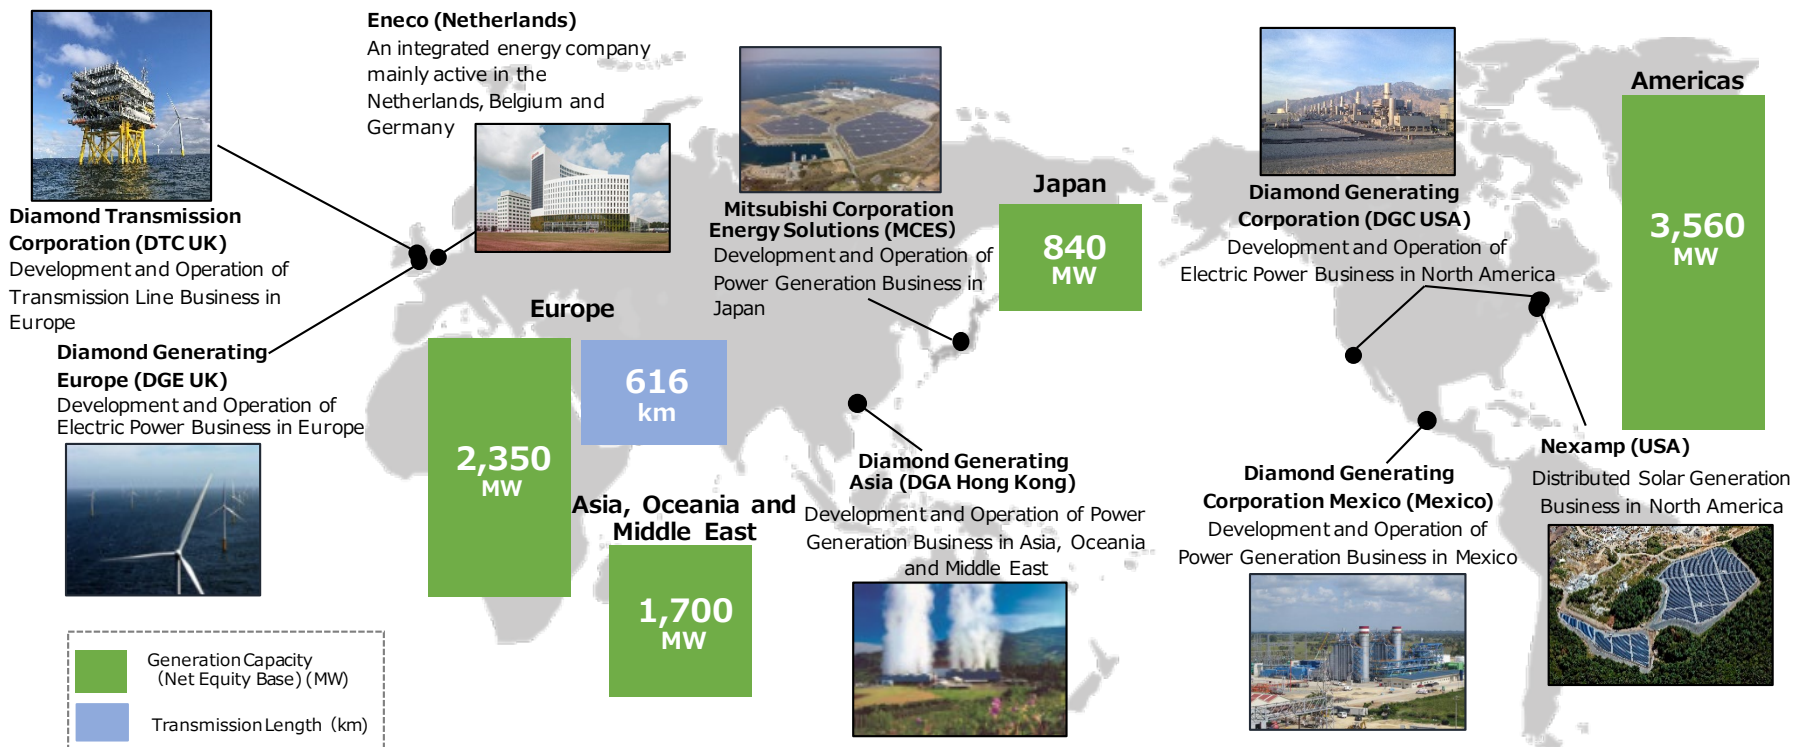 Eneco (Netherlands)
An integrated energy company
mainly active in the
Netherlands, Belgium and
Germany
Diamond Transmission
Corporation (DTC UK)
Development and Operation of
Transmission Line Business in
Europe
Diamond Generating
Europe (DGE UK)
Development and Operation of
Electric Power Business in Europe
Europe
2,350
MW
616
km
Mitsubishi Corporation
Energy Solutions (MCES)
Development and Operation of
Power Generation Business in
Japan
Japan
840
MW
Asia, Oceania and
Middle East
1,700
MW
Diamond Generating
Asia (DGA Hong Kong)
Development and Operation of Power
Generation Business in Asia, Oceania
and Middle East
Diamond Generating
Corporation (DGC USA)
Development and Operation of
Electric Power Business in North America
Americas
3,560
MW
Diamond Generating
Corporation Mexico (Mexico)
Development and Operation of
Power Generation Business in Mexico
Nexamp (USA)
Distributed Solar Generation
Business in North America
Generation Capacity
(Net Equity Base) (MW)
Transmission Length (km)